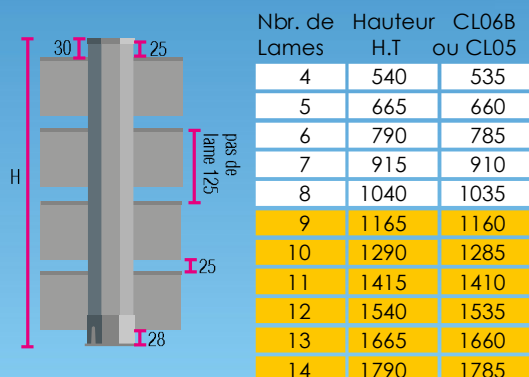 30
25
H
pas de
lame 125
25
28
Nbr. de Hauteur CL06B
Lames H.T ou CL05
4 540 535
5 665 660
6 790 785
7 915 910
8 1040 1035
9 1165 1160
10 1290 1285
11 1415 1410
12 1540 1535
13 1665 1660
14 1790 1785